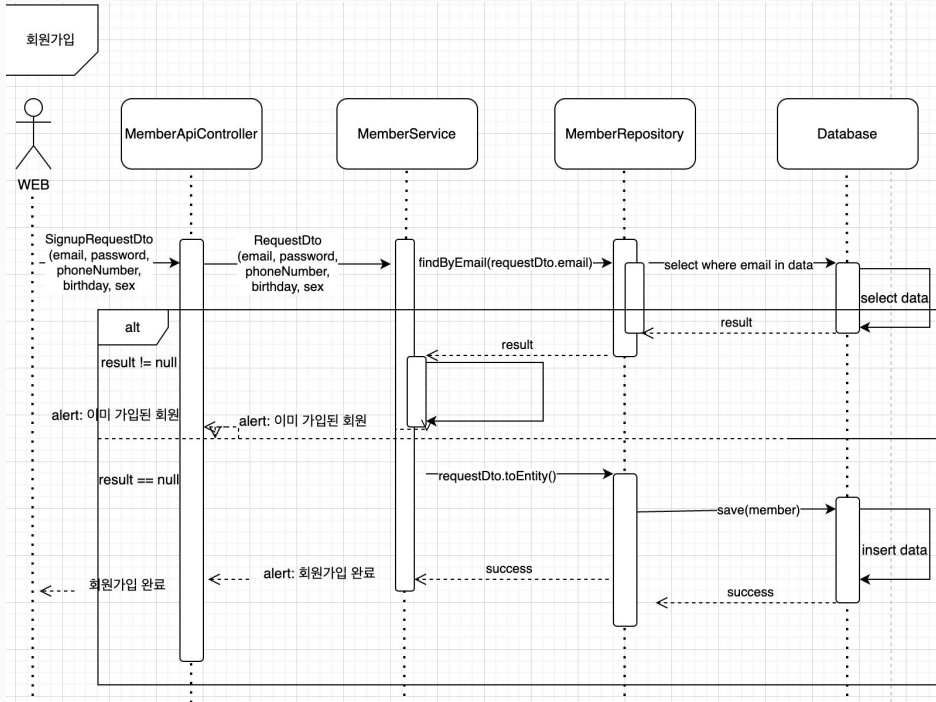 회원가입
MemberApiController
MemberService
MemberRepository
Database
WEB
SignupRequestDto
(email, password,
phoneNumber,
birthday, sex
RequestDto
(email, password,
phoneNumber,
birthday, sex
findByEmail(requestDto.email)
select where email in data
select data
alt
result
result
result != null
alert: 이미 가입된 회원
alert: 이미 가입된 회원
result == null
requestDto.toEntity()
save(member)
insert data
success
alert: 회원가입 완료
회원가입 완료
success